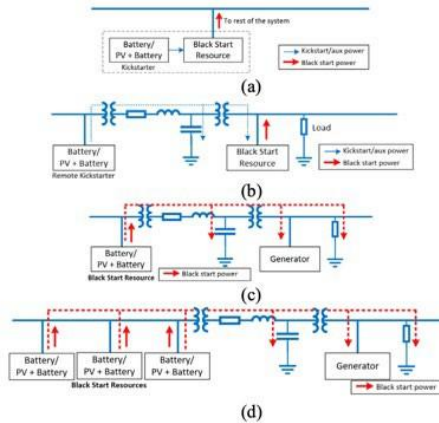 To rest of the system
Battery/
PV + Battery
Black Start
Resource
Kickstarter
Kickstart/aux power
Black start power
(a)
Battery/
PV + Battery
Remote Kickstarter
Black Start
Resource
Load
Kickstart/aux power
Black start power
(b)
Battery/
PV + Battery
Black Start Resource
Black start power
Generator
(c)
Battery/
PV + Battery
Battery/
PV + Battery
Battery/
PV + Battery
Black Start Resources
Generator
Black start power
(d)